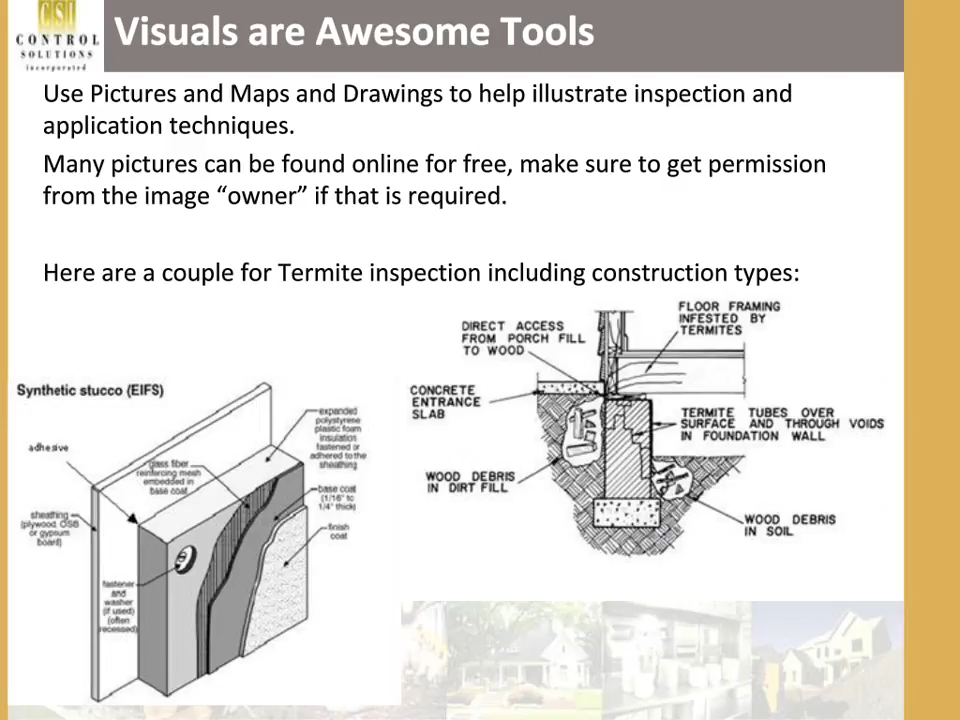 CSI
CONTROL
SOLUTIONS
incorporated
Visuals are Awesome Tools
Use Pictures and Maps and Drawings to help illustrate inspection and
application techniques.
Many pictures can be found online for free, make sure to get permission
from the image “owner” if that is required.
Here are a couple for Termite inspection including construction types:
Synthetic stucco (EIFS)
adhesive
expanded
polystyrene
plastic foam
insulation
fastened or
adhered to the
sheathing
glass fiber
reinforcing mesh
embedded in
base coat
base coat
(1/16" to
1/4" thick)
sheathing
(plywood, OSB
or gypsum
board)
finish
coat
fastener
and
washer
(if used)
(often
recessed)
FLOOR FRAMING
INFESTED BY
TERMITES
DIRECT ACCESS
FROM PORCH FILL
TO WOOD
CONCRETE
ENTRANCE
SLAB
TERMITE TUBES OVER
SURFACE AND THROUGH VOIDS
IN FOUNDATION WALL
WOOD DEBRIS
IN DIRT FILL
WOOD DEBRIS
IN SOIL